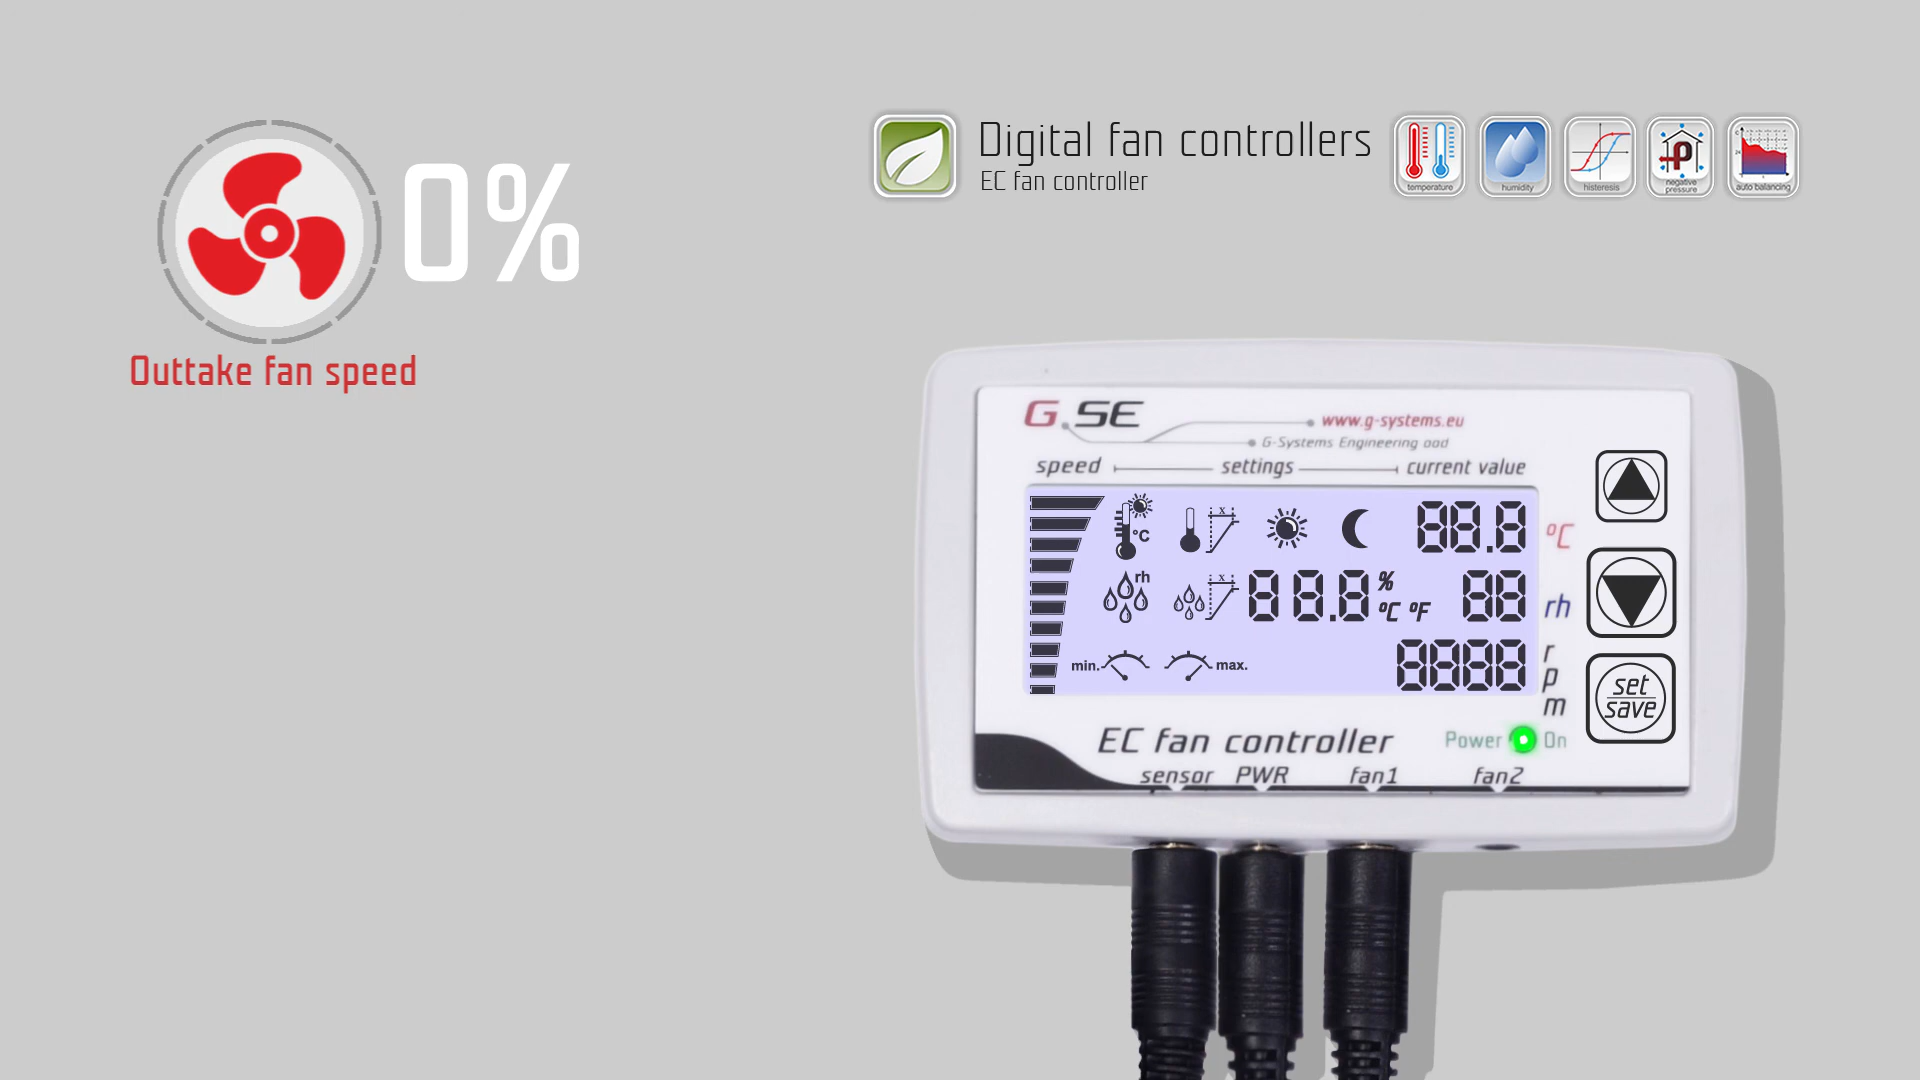 0%
Outtake fan speed
Digital fan controllers
EC fan controller
temperature
humidity
histeresis
P
negative
pressure
auto balancing
G.SE
www.g-systems.eu
G-Systems Engineering ood
speed
settings
current value
°C
x
88.8
°C
rh
x
88.8
%
°C °F
88
rh
min.
max.
8888
r
p
m
set
save
EC fan controller
Power On
sensor
PWR
fan1
fan2